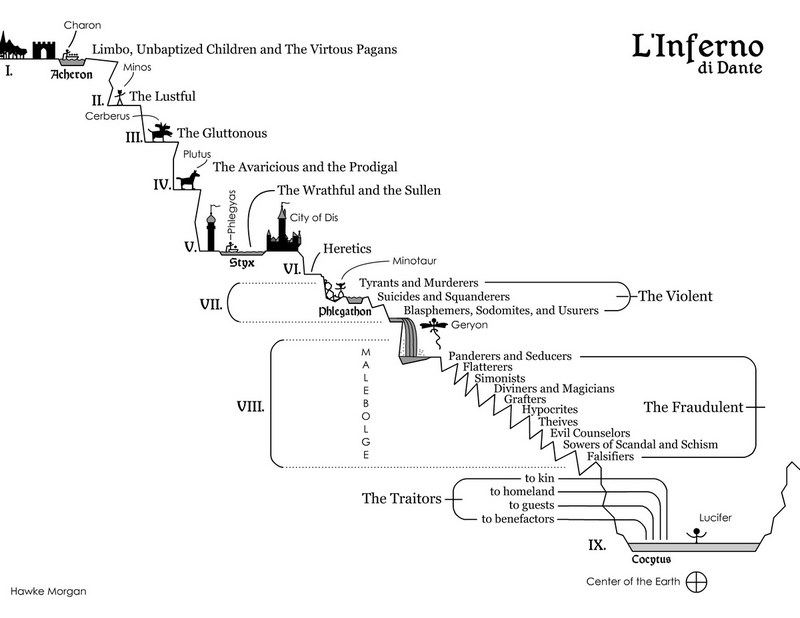 L'Inferno
di Dante
Charon
Limbo, Unbaptized Children and The Virtous Pagans
I.
Acheron
Minos
II.
The Lustful
Cerberus
III.
The Gluttonous
Plutus
IV.
The Avaricious and the Prodigal
The Wrathful and the Sullen
Phlegyas
City of Dis
V.
Styx
Heretics
VI.
Minotaur
Tyrants and Murderers
Suicides and Squanderers
Blasphemers, Sodomites, and Usurers
The Violent
VII.
Phlegathon
Geryon
MALEBOLGE
Panderers and Seducers
Flatterers
Simonists
Diviners and Magicians
Grafters
Hypocrites
Theives
Evil Counselors
Sowers of Scandal and Schism
Falsifiers
The Fraudulent
VIII.
The Traitors
to kin
to homeland
to guests
to benefactors
Lucifer
IX.
Cocytus
Center of the Earth
Hawke Morgan